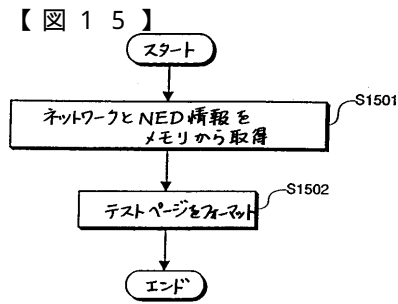 【図15】
スタート
S1501
ネットワークとNED情報を
メモリから取得
S1502
テストページをフォーマット
エンド